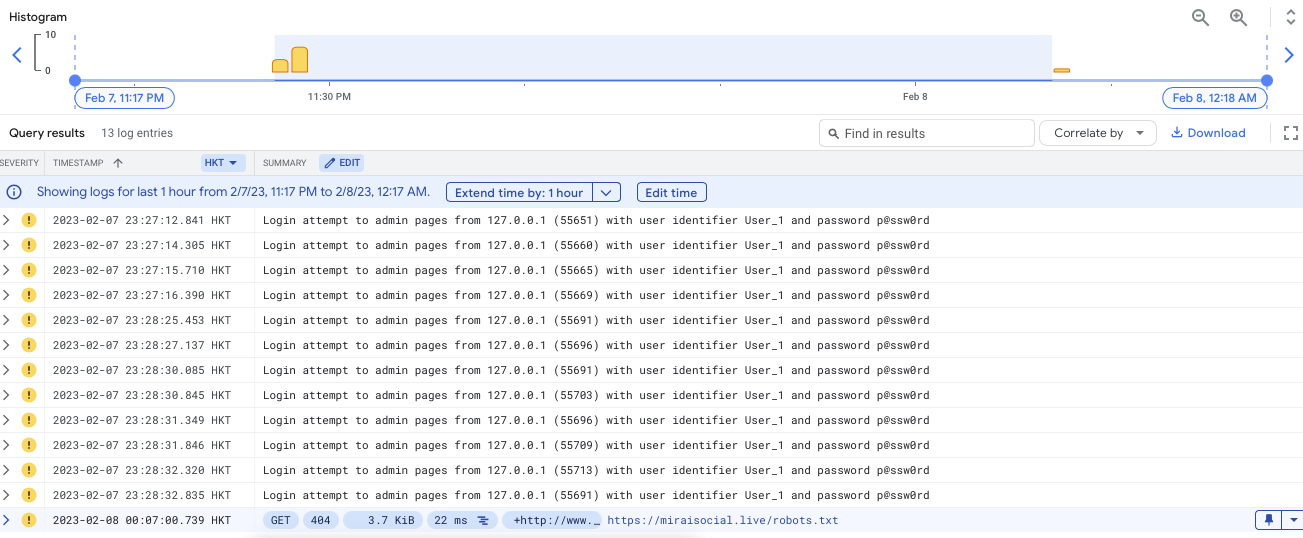 Histogram
10
0
Feb 7, 11:17 PM
11:30 PM
Feb 8
Feb 8, 12:18 AM
Query results 13 log entries
Find in results
Correlate by
Download
SEVERITY TIMESTAMP HKT SUMMARY EDIT
Showing logs for last 1 hour from 2/7/23, 11:17 PM to 2/8/23, 12:17 AM. Extend time by: 1 hour Edit time
2023-02-07 23:27:12.841 HKT Login attempt to admin pages from 127.0.0.1 (55651) with user identifier User_1 and password p@ssw0rd
2023-02-07 23:27:14.305 HKT Login attempt to admin pages from 127.0.0.1 (55660) with user identifier User_1 and password p@ssw0rd
2023-02-07 23:27:15.710 HKT Login attempt to admin pages from 127.0.0.1 (55665) with user identifier User_1 and password p@ssw0rd
2023-02-07 23:27:16.390 HKT Login attempt to admin pages from 127.0.0.1 (55669) with user identifier User_1 and password p@ssw0rd
2023-02-07 23:28:25.453 HKT Login attempt to admin pages from 127.0.0.1 (55691) with user identifier User_1 and password p@ssw0rd
2023-02-07 23:28:27.137 HKT Login attempt to admin pages from 127.0.0.1 (55696) with user identifier User_1 and password p@ssw0rd
2023-02-07 23:28:30.085 HKT Login attempt to admin pages from 127.0.0.1 (55691) with user identifier User_1 and password p@ssw0rd
2023-02-07 23:28:30.845 HKT Login attempt to admin pages from 127.0.0.1 (55703) with user identifier User_1 and password p@ssw0rd
2023-02-07 23:28:31.349 HKT Login attempt to admin pages from 127.0.0.1 (55696) with user identifier User_1 and password p@ssw0rd
2023-02-07 23:28:31.846 HKT Login attempt to admin pages from 127.0.0.1 (55709) with user identifier User_1 and password p@ssw0rd
2023-02-07 23:28:32.320 HKT Login attempt to admin pages from 127.0.0.1 (55713) with user identifier User_1 and password p@ssw0rd
2023-02-07 23:28:32.835 HKT Login attempt to admin pages from 127.0.0.1 (55691) with user identifier User_1 and password p@ssw0rd
2023-02-08 00:07:00.739 HKT GET 404 3.7 KiB 22 ms +http://www.… https://miraisocial.live/robots.txt